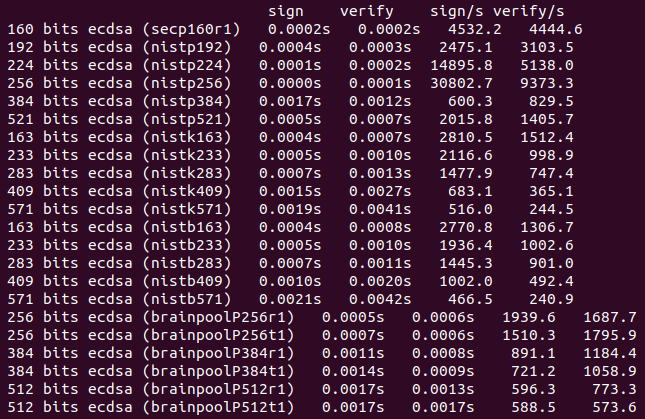 sign verify sign/s verify/s
160 bits ecdsa (secp160r1) 0.0002s 0.0002s 4532.2 4444.6
192 bits ecdsa (nistp192) 0.0004s 0.0003s 2475.1 3103.5
224 bits ecdsa (nistp224) 0.0001s 0.0002s 14895.8 5138.0
256 bits ecdsa (nistp256) 0.0000s 0.0001s 30802.7 9373.3
384 bits ecdsa (nistp384) 0.0017s 0.0012s 600.3 829.5
521 bits ecdsa (nistp521) 0.0005s 0.0007s 2015.8 1405.7
163 bits ecdsa (nistk163) 0.0004s 0.0007s 2810.5 1512.4
233 bits ecdsa (nistk233) 0.0005s 0.0010s 2116.6 998.9
283 bits ecdsa (nistk283) 0.0007s 0.0013s 1477.9 747.4
409 bits ecdsa (nistk409) 0.0015s 0.0027s 683.1 365.1
571 bits ecdsa (nistk571) 0.0019s 0.0041s 516.0 244.5
163 bits ecdsa (nistb163) 0.0004s 0.0008s 2770.8 1306.7
233 bits ecdsa (nistb233) 0.0005s 0.0010s 1936.4 1002.6
283 bits ecdsa (nistb283) 0.0007s 0.0011s 1445.3 901.0
409 bits ecdsa (nistb409) 0.0010s 0.0020s 1002.0 492.4
571 bits ecdsa (nistb571) 0.0021s 0.0042s 466.5 240.9
256 bits ecdsa (brainpoolP256r1) 0.0005s 0.0006s 1939.6 1687.7
256 bits ecdsa (brainpoolP256t1) 0.0007s 0.0006s 1510.3 1795.9
384 bits ecdsa (brainpoolP384r1) 0.0011s 0.0008s 891.1 1184.4
384 bits ecdsa (brainpoolP384t1) 0.0014s 0.0009s 721.2 1058.9
512 bits ecdsa (brainpoolP512r1) 0.0017s 0.0013s 596.3 773.3
512 bits ecdsa (brainpoolP512t1) 0.0017s 0.0017s 588.5 573.6